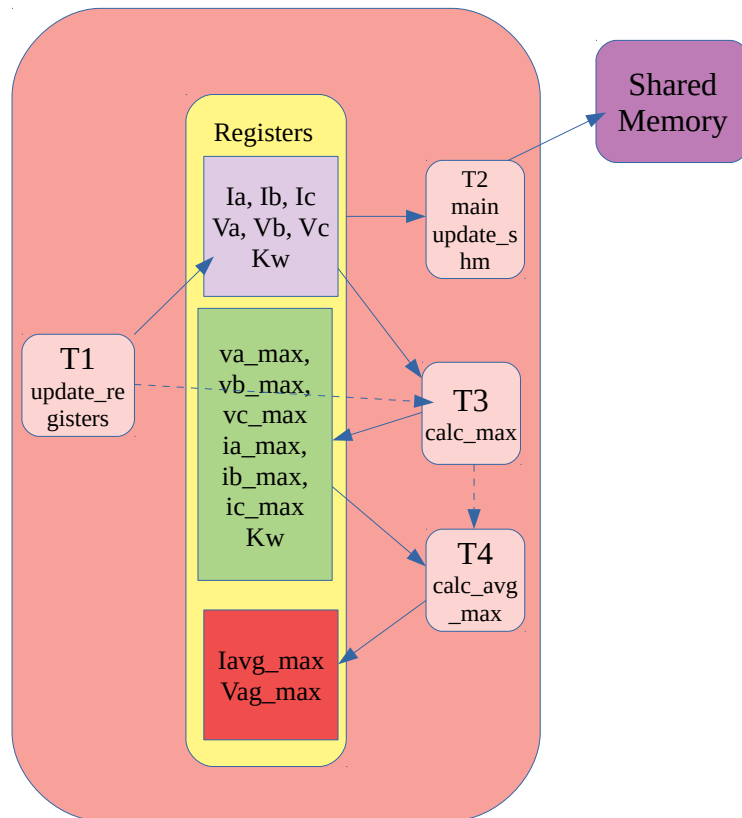 Shared
Memory
Registers
Ia, Ib, Ic
Va, Vb, Vc
Kw
T2
main
update_s
hm
T1
update_re
gisters
va_max,
vb_max,
vc_max
ia_max,
ib_max,
ic_max
Kw
T3
calc_max
T4
calc_avg
_max
Iavg_max
Vag_max